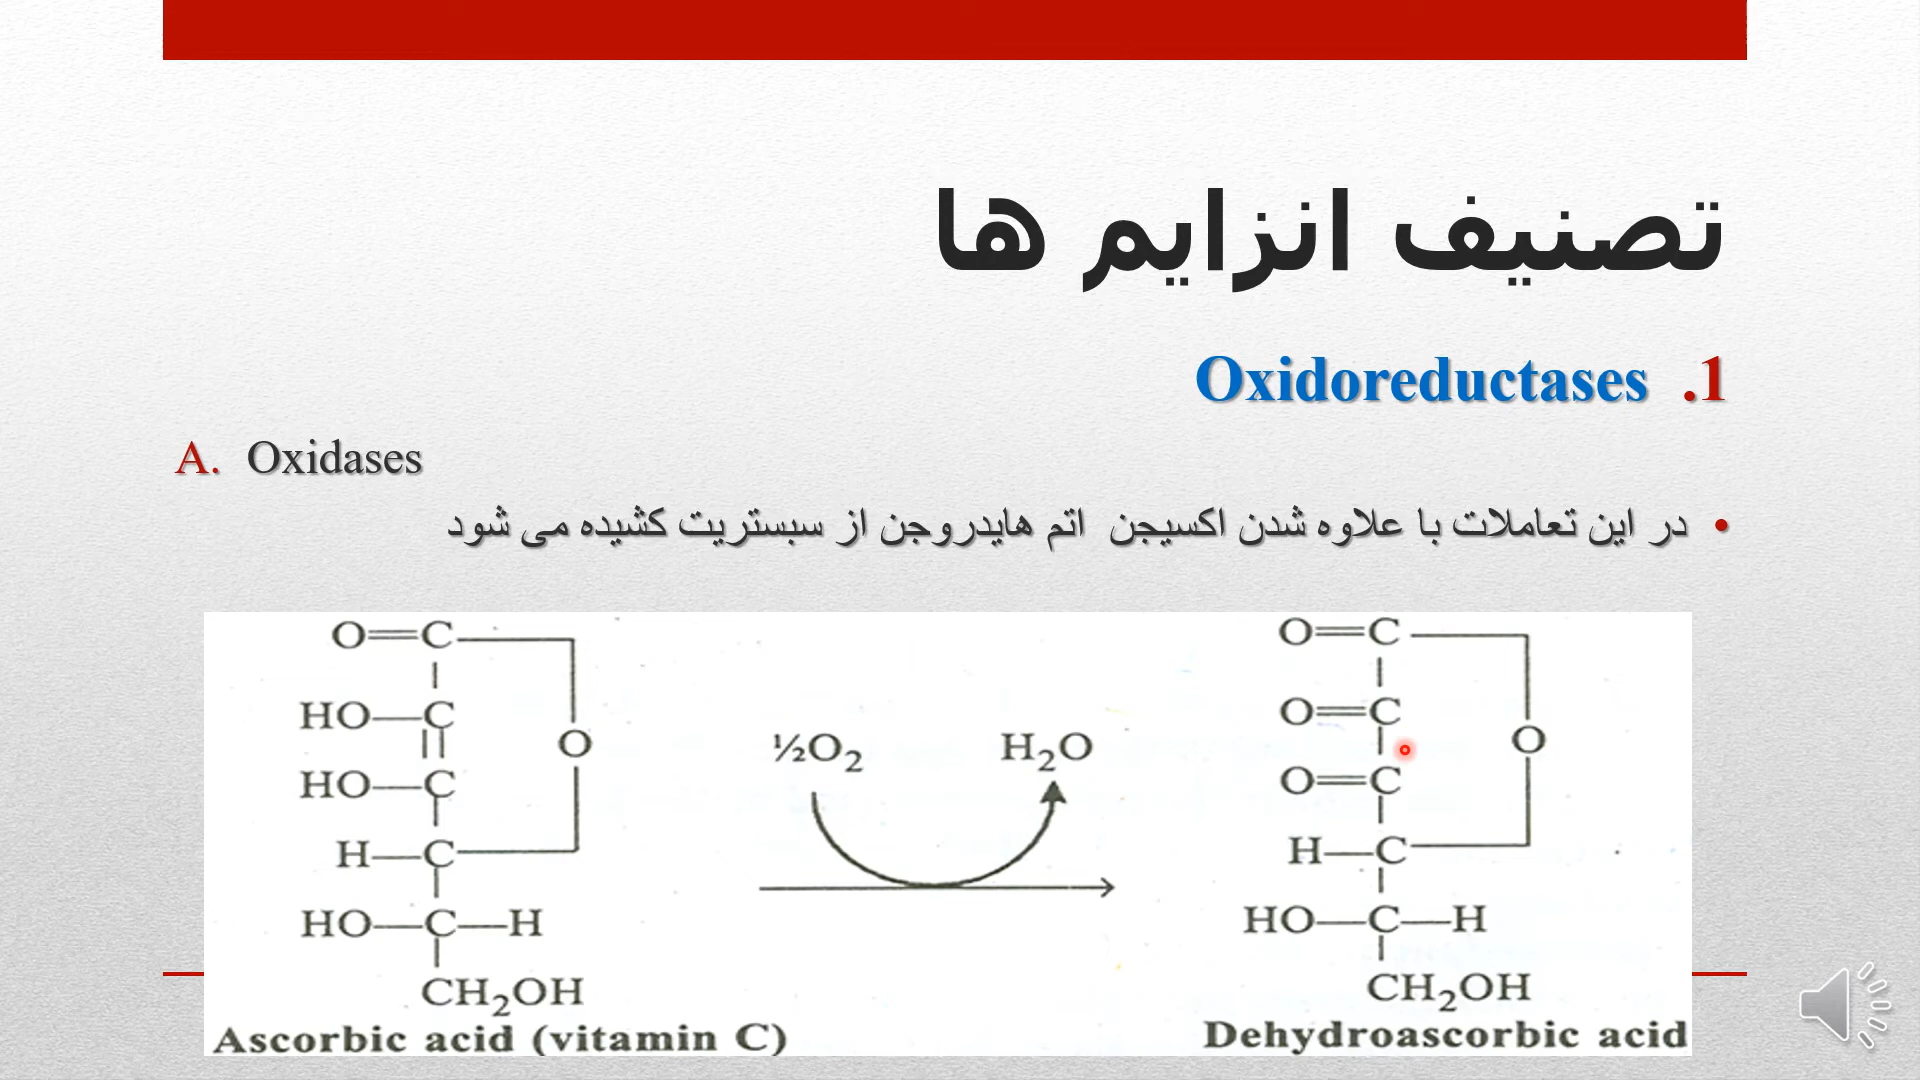 تصنیف انزایم ها
1. Oxidoreductases
A. Oxidases
• در این تعاملات با علاوه شدن اکسیجن اتم هایدروجن از سبستریت کشیده می شود
O=C
HO—C
HO—C
O
H—C
HO—C—H
CH₂OH
Ascorbic acid (vitamin C)
½O₂
H₂O
O=C
O=C
O=C
O
H—C
HO—C—H
CH₂OH
Dehydroascorbic acid